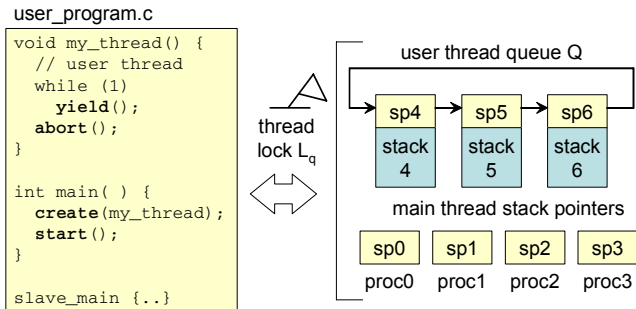 user_program.c
void my_thread() {
// user thread
while (1)
yield();
abort();
}
int main( ) {
create(my_thread);
start();
}
slave_main {..}
thread
lock Lq
user thread queue Q
sp4 sp5 sp6
stack stack stack
4 5 6
main thread stack pointers
sp0 sp1 sp2 sp3
proc0 proc1 proc2 proc3